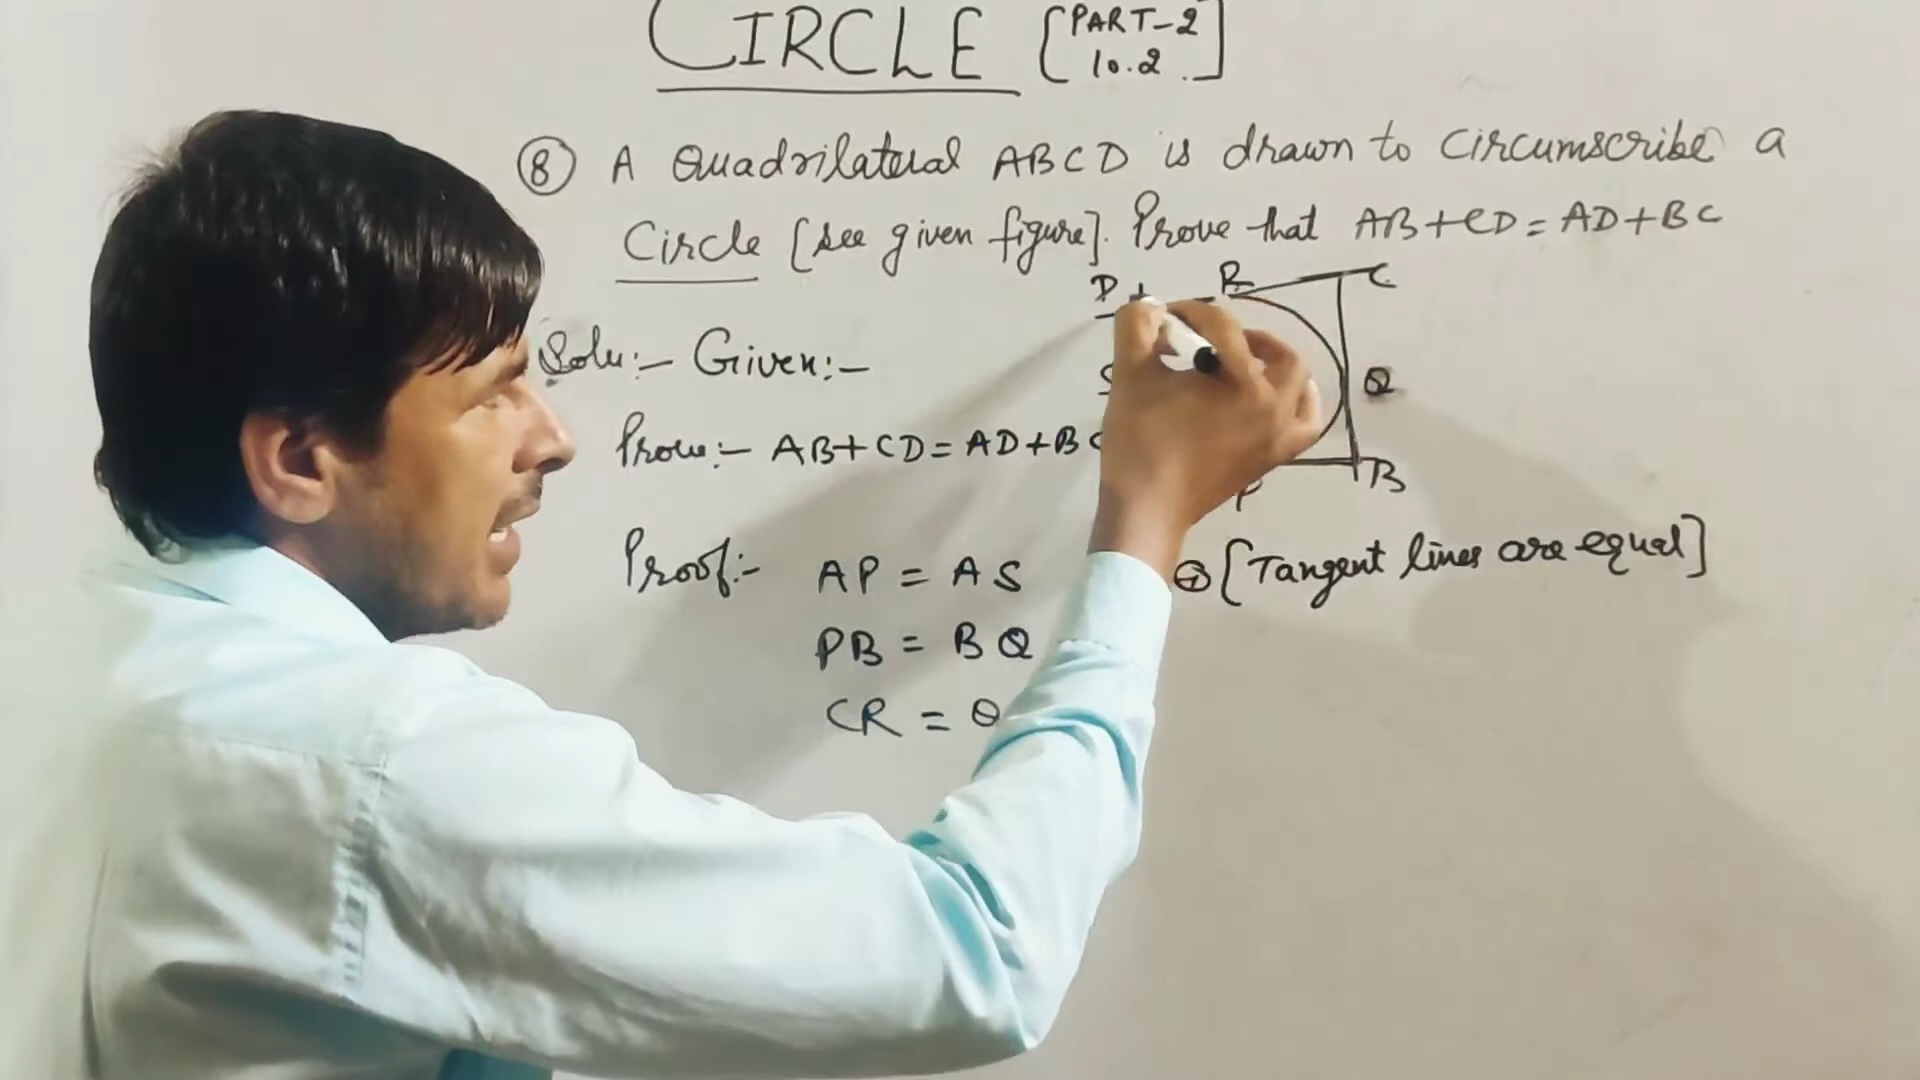 CIRCLE [PART-2
10.2]
⑧ A Quadrilateral ABCD is drawn to circumscribe a
Circle [see given figure]. Prove that AB+CD=AD+BC
D R C
Solu:- Given:-
S Q
Prove:- AB+CD=AD+BC
P B
Proof:- AP = AS [Tangent lines are equal]
PB = BQ
CR = Q